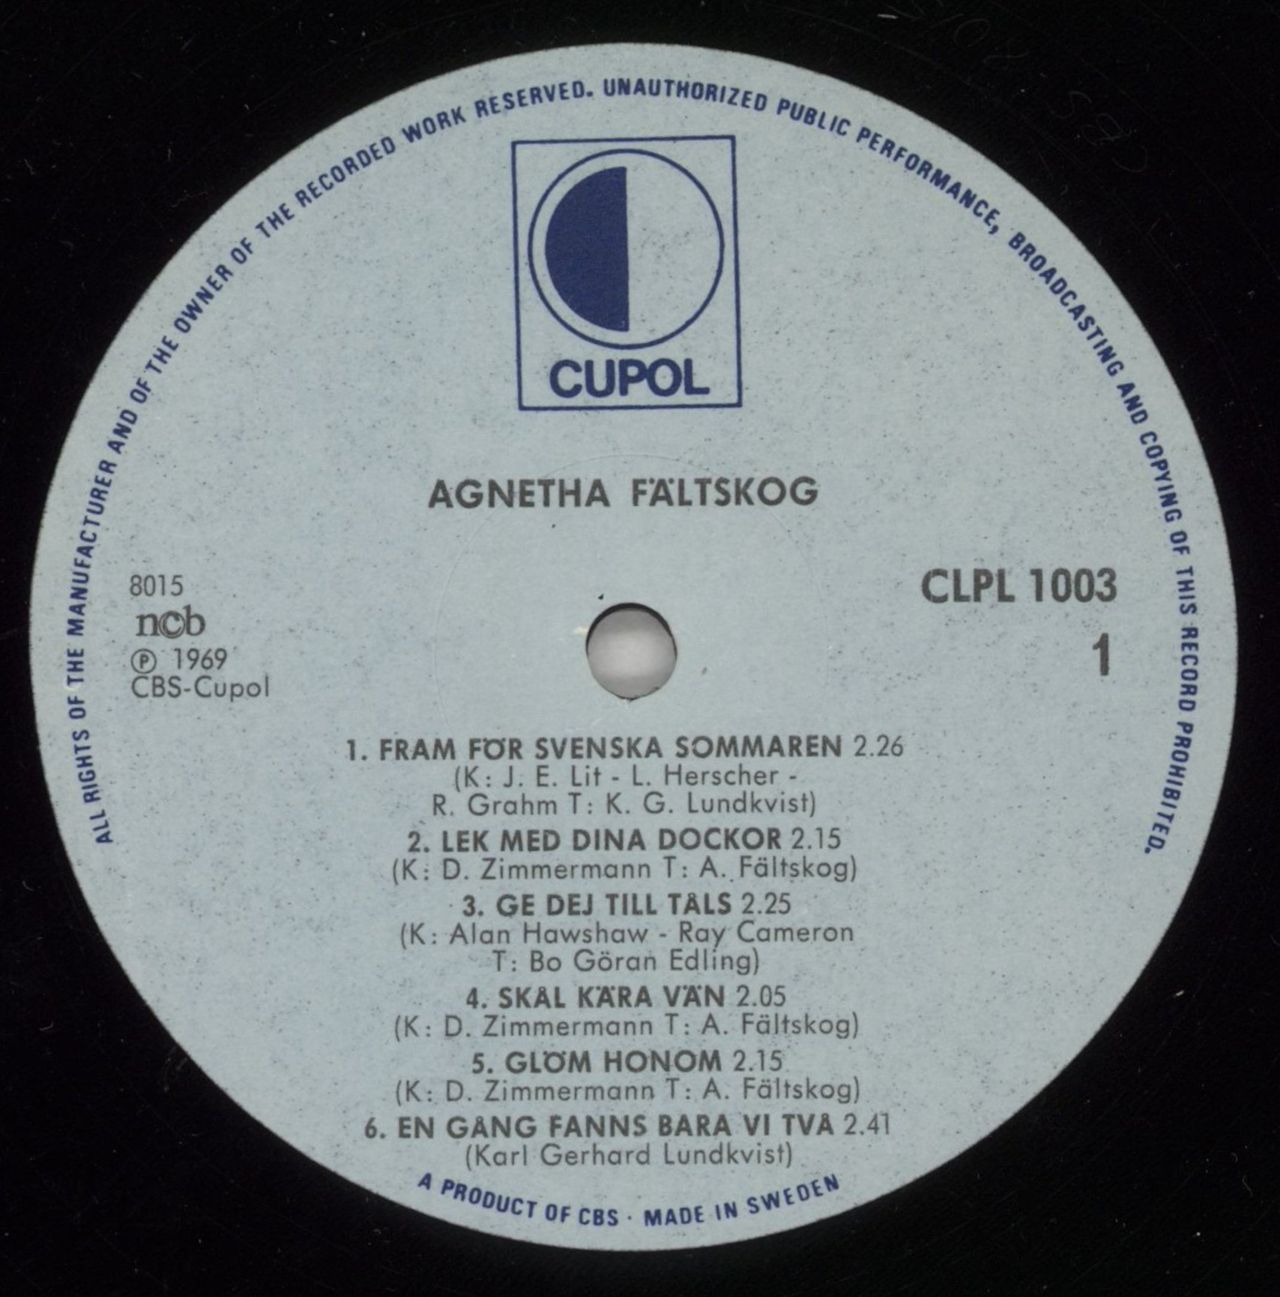 ALL RIGHTS OF THE MANUFACTURER AND OF THE OWNER OF THE RECORDED WORK RESERVED. UNAUTHORIZED PUBLIC PERFORMANCE, BROADCASTING AND COPYING OF THIS RECORD PROHIBITED.
CUPOL
AGNETHA FÄLTSKOG
8015
ncb
Ⓟ 1969
CBS-Cupol
CLPL 1003
1
1. FRAM FÖR SVENSKA SOMMAREN 2.26
(K: J. E. Lit - L. Herscher -
R. Grahm T: K. G. Lundkvist)
2. LEK MED DINA DOCKOR 2.15
(K: D. Zimmermann T: A. Fältskog)
3. GE DEJ TILL TÅLS 2.25
(K: Alan Hawshaw - Ray Cameron
T: Bo Göran Edling)
4. SKÅL KÄRA VÄN 2.05
(K: D. Zimmermann T: A. Fältskog)
5. GLÖM HONOM 2.15
(K: D. Zimmermann T: A. Fältskog)
6. EN GÅNG FANNS BARA VI TVÅ 2.41
(Karl Gerhard Lundkvist)
A PRODUCT OF CBS · MADE IN SWEDEN